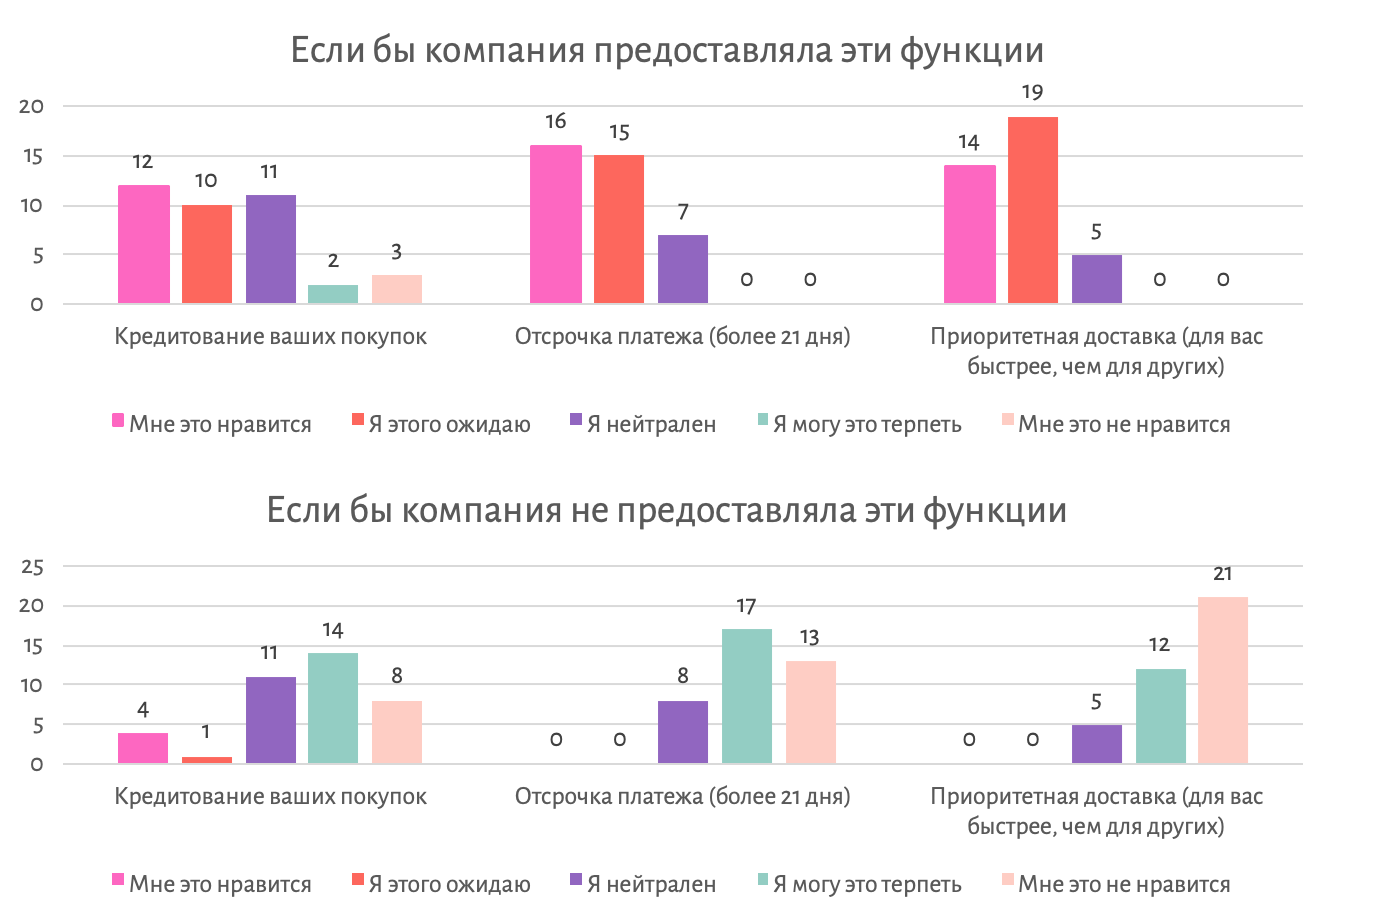 Если бы компания предоставляла эти функции
20
15
10
5
0
12
10
11
2
3
16
15
7
0
0
14
19
5
0
0
Кредитование ваших покупок
Отсрочка платежа (более 21 дня)
Приоритетная доставка (для вас
быстрее, чем для других)
Мне это нравится
Я этого ожидаю
Я нейтрален
Я могу это терпеть
Мне это не нравится
Если бы компания не предоставляла эти функции
25
20
15
10
5
0
4
1
11
14
8
0
0
8
17
13
0
0
5
12
21
Кредитование ваших покупок
Отсрочка платежа (более 21 дня)
Приоритетная доставка (для вас
быстрее, чем для других)
Мне это нравится
Я этого ожидаю
Я нейтрален
Я могу это терпеть
Мне это не нравится